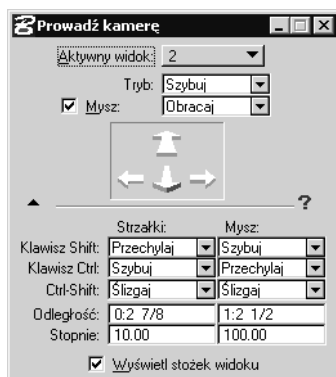 Prowadź kamerę
Aktywny widok: 2
Tryb: Szybuj
Mysz: Obracaj
?
Strzałki: Mysz:
Klawisz Shift: Przechylaj Szybuj
Klawisz Ctrl: Szybuj Przechylaj
Ctrl-Shift: Ślizgaj Ślizgaj
Odległość: 0:2 7/8 1:2 1/2
Stopnie: 10.00 100.00
Wyświetl stożek widoku